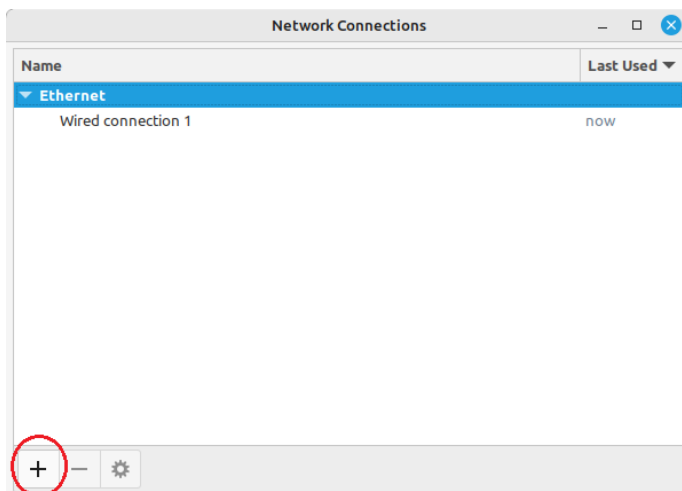 Network Connections
Name Last Used
Ethernet
Wired connection 1 now